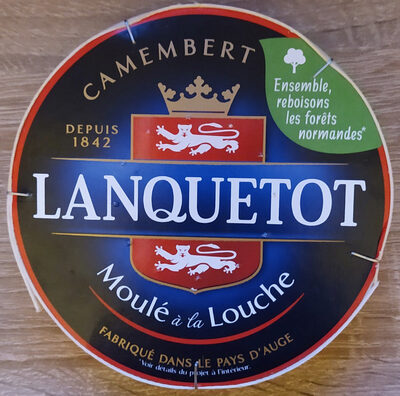 CAMEMBERT
Ensemble,
reboisons
les forêts
normandes*
DEPUIS
1842
LANQUETOT
Moulé à la Louche
FABRIQUÉ DANS LE PAYS D'AUGE
*Voir détails du projet à l'intérieur.